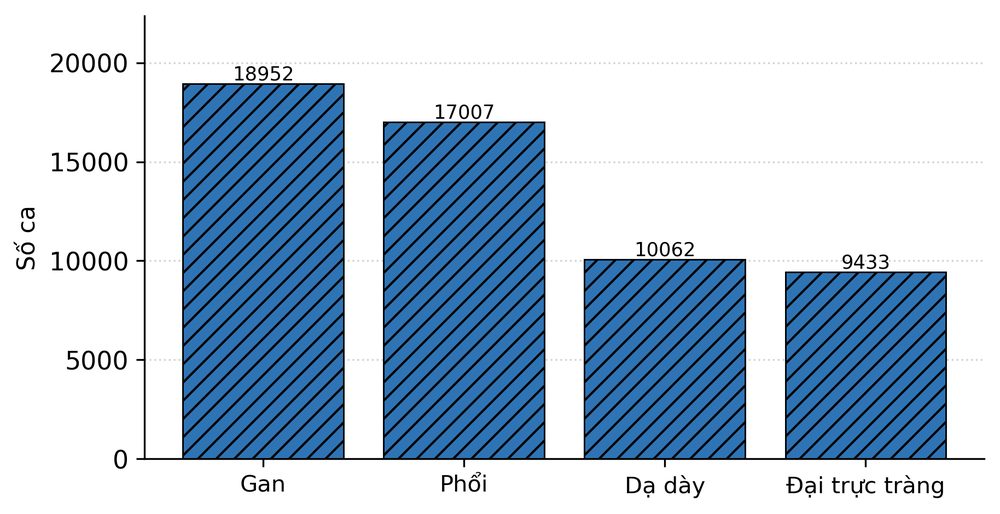 Số ca
20000
15000
10000
5000
0
18952
17007
10062
9433
Gan
Phổi
Dạ dày
Đại trực tràng